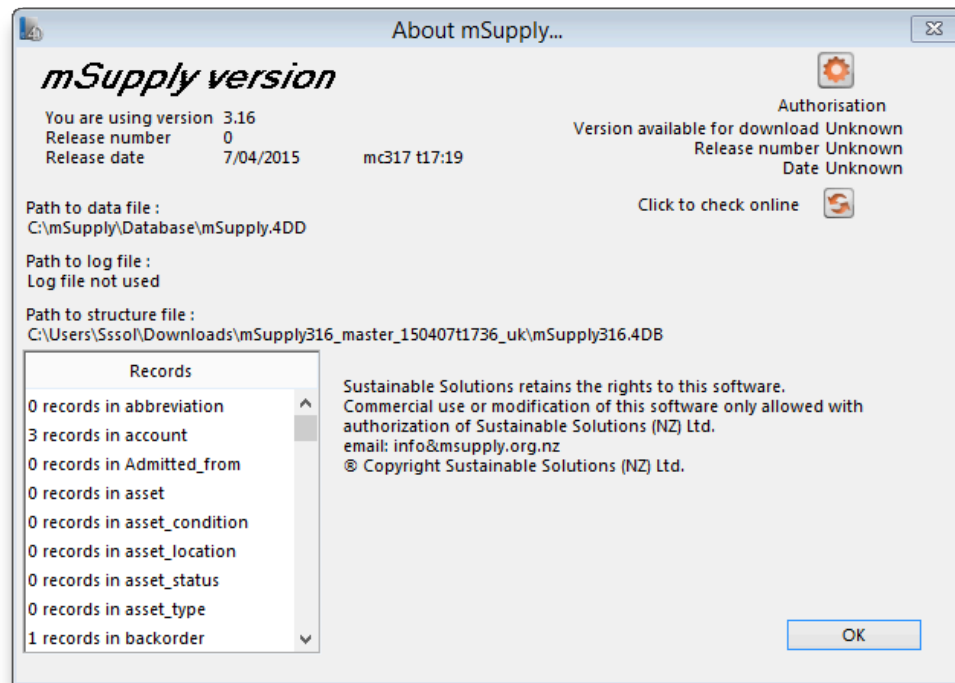 About mSupply...
mSupply version
You are using version 3.16
Release number 0
Release date 7/04/2015 mc317 t17:19
Authorisation
Version available for download Unknown
Release number Unknown
Date Unknown
Click to check online
Path to data file :
C:\mSupply\Database\mSupply.4DD
Path to log file :
Log file not used
Path to structure file :
C:\Users\Sssol\Downloads\mSupply316_master_150407t1736_uk\mSupply316.4DB
Records
0 records in abbreviation
3 records in account
0 records in Admitted_from
0 records in asset
0 records in asset_condition
0 records in asset_location
0 records in asset_status
0 records in asset_type
1 records in backorder
Sustainable Solutions retains the rights to this software.
Commercial use or modification of this software only allowed with
authorization of Sustainable Solutions (NZ) Ltd.
email: info&msupply.org.nz
® Copyright Sustainable Solutions (NZ) Ltd.
OK